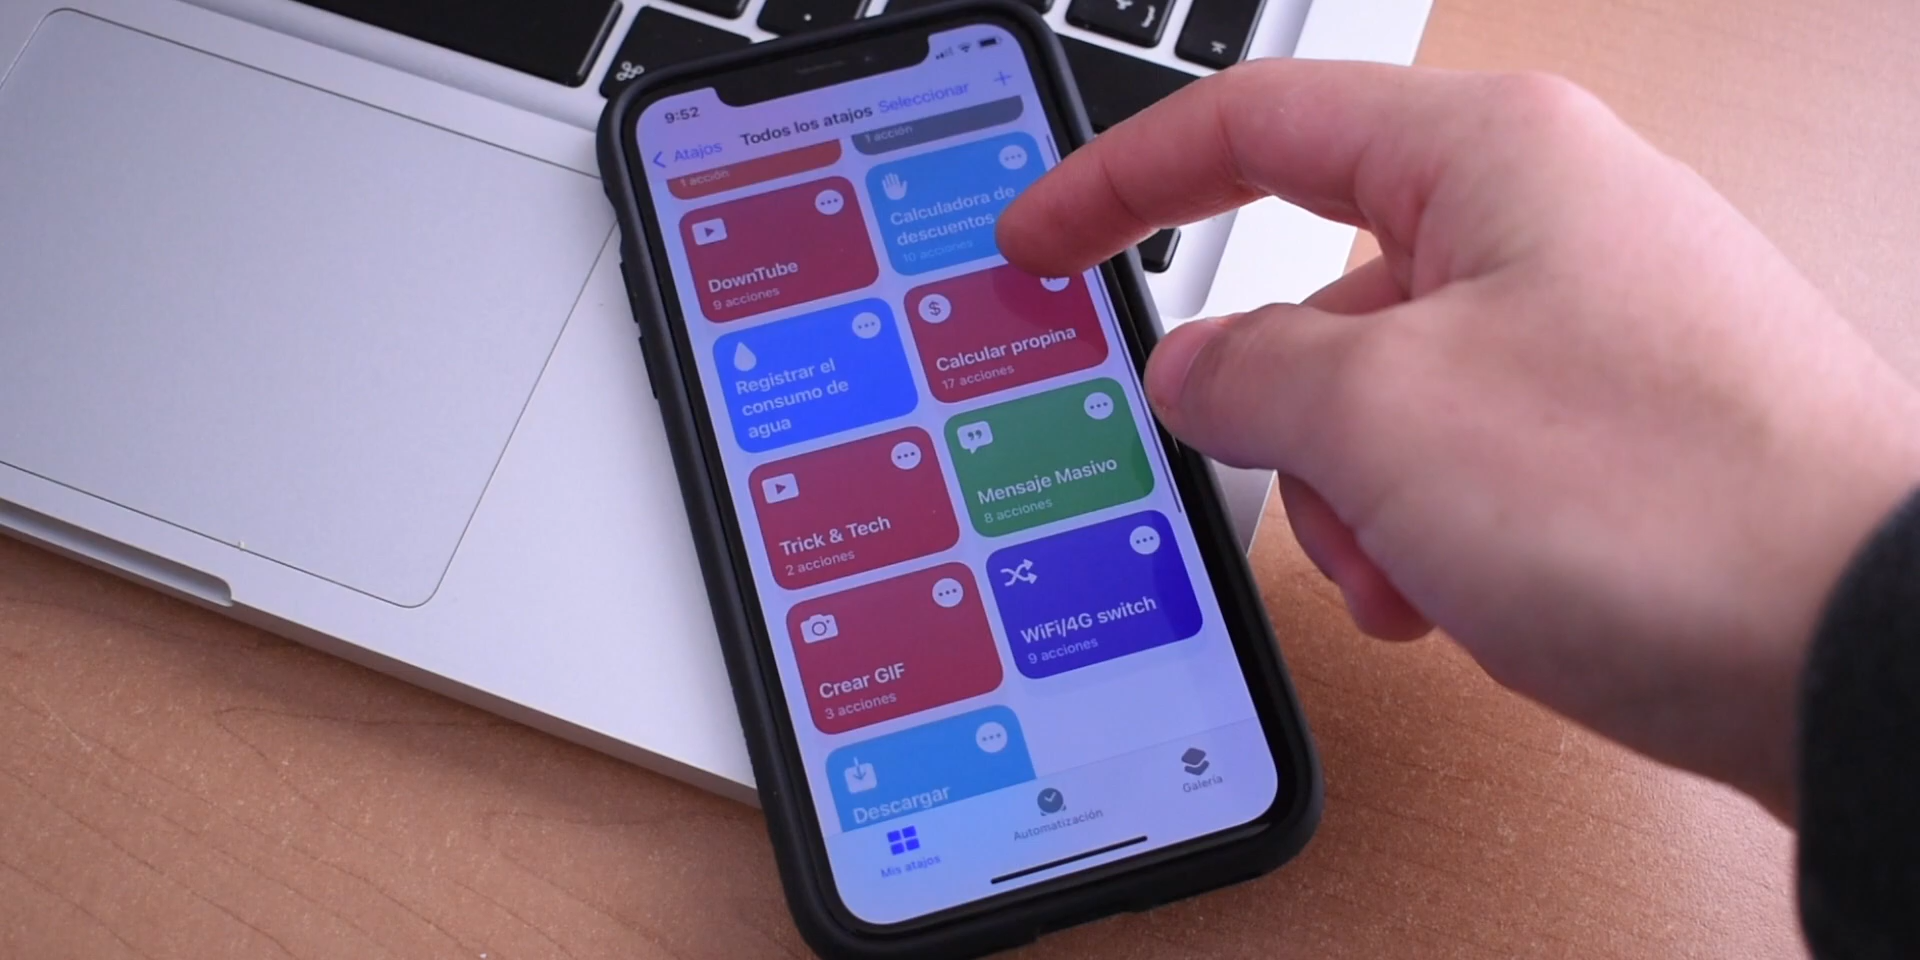 9:52
Todos los atajos
Seleccionar
Atajos
1 acción
1 acción
DownTube
9 acciones
Calculadora de
descuentos
10 acciones
Registrar el
consumo de
agua
Calcular propina
17 acciones
Trick & Tech
2 acciones
Mensaje Masivo
8 acciones
Crear GIF
3 acciones
WiFi/4G switch
9 acciones
Descargar
Mis atajos
Automatización
Galería